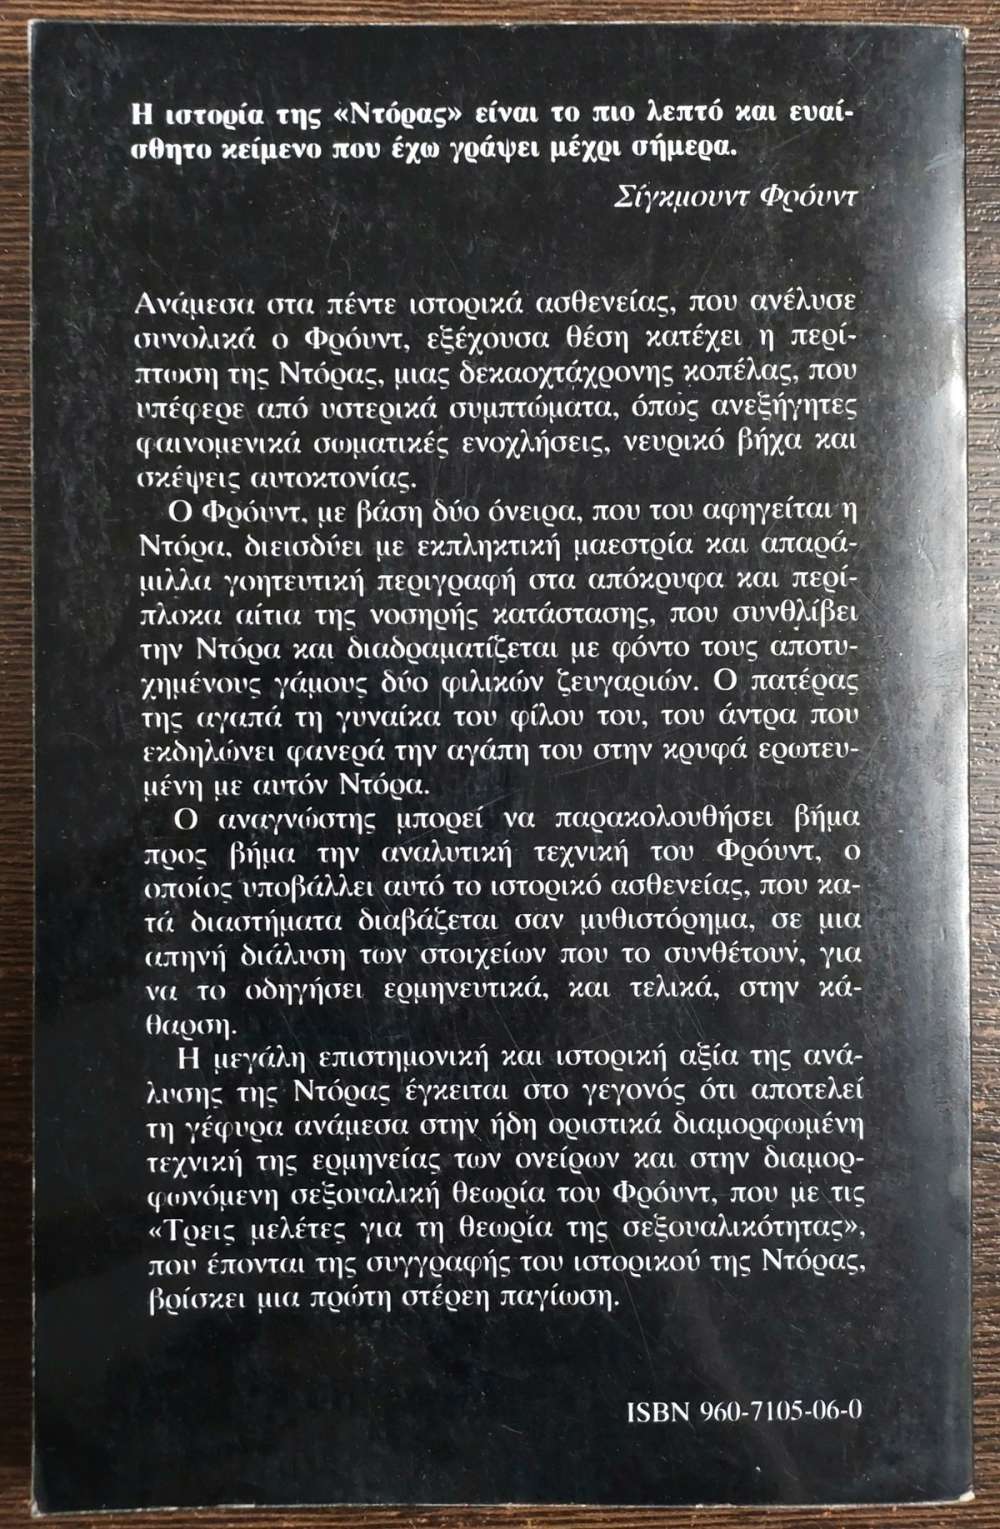 Η ιστορία της «Ντόρας» είναι το πιο λεπτό και ευαί-
σθητο κείμενο που έχω γράψει μέχρι σήμερα.
Σίγκμουντ Φρόυντ
Ανάμεσα στα πέντε ιστορικά ασθενείας, που ανέλυσε
συνολικά ο Φρόυντ, εξέχουσα θέση κατέχει η περί-
πτωση της Ντόρας, μιας δεκαοχτάχρονης κοπέλας, που
υπέφερε από υστερικά συμπτώματα, όπως ανεξήγητες
φαινομενικά σωματικές ενοχλήσεις, νευρικό βήχα και
σκέψεις αυτοκτονίας.
Ο Φρόυντ, με βάση δύο όνειρα, που του αφηγείται η
Ντόρα, διεισδύει με εκπληκτική μαεστρία και απαρά-
μιλλα γοητευτική περιγραφή στα απόκρυφα και περί-
πλοκα αίτια της νοσηρής κατάστασης, που συνθλίβει
την Ντόρα και διαδραματίζεται με φόντο τους αποτυ-
χημένους γάμους δύο φιλικών ζευγαριών. Ο πατέρας
της αγαπά τη γυναίκα του φίλου του, του άντρα που
εκδηλώνει φανερά την αγάπη του στην κρυφά ερωτευ-
μένη με αυτόν Ντόρα.
Ο αναγνώστης μπορεί να παρακολουθήσει βήμα
προς βήμα την αναλυτική τεχνική του Φρόυντ, ο
οποίος υποβάλλει αυτό το ιστορικό ασθενείας, που κα-
τά διαστήματα διαβάζεται σαν μυθιστόρημα, σε μια
απηνή διάλυση των στοιχείων που το συνθέτουν, για
να το οδηγήσει ερμηνευτικά, και τελικά, στην κά-
θαρση.
Η μεγάλη επιστημονική και ιστορική αξία της ανά-
λυσης της Ντόρας έγκειται στο γεγονός ότι αποτελεί
τη γέφυρα ανάμεσα στην ήδη οριστικά διαμορφωμένη
τεχνική της ερμηνείας των ονείρων και στην διαμορ-
φωνόμενη σεξουαλική θεωρία του Φρόυντ, που με τις
«Τρεις μελέτες για τη θεωρία της σεξουαλικότητας»,
που έπονται της συγγραφής του ιστορικού της Ντόρας,
βρίσκει μια πρώτη στέρεη παγίωση.
ISBN 960-7105-06-0